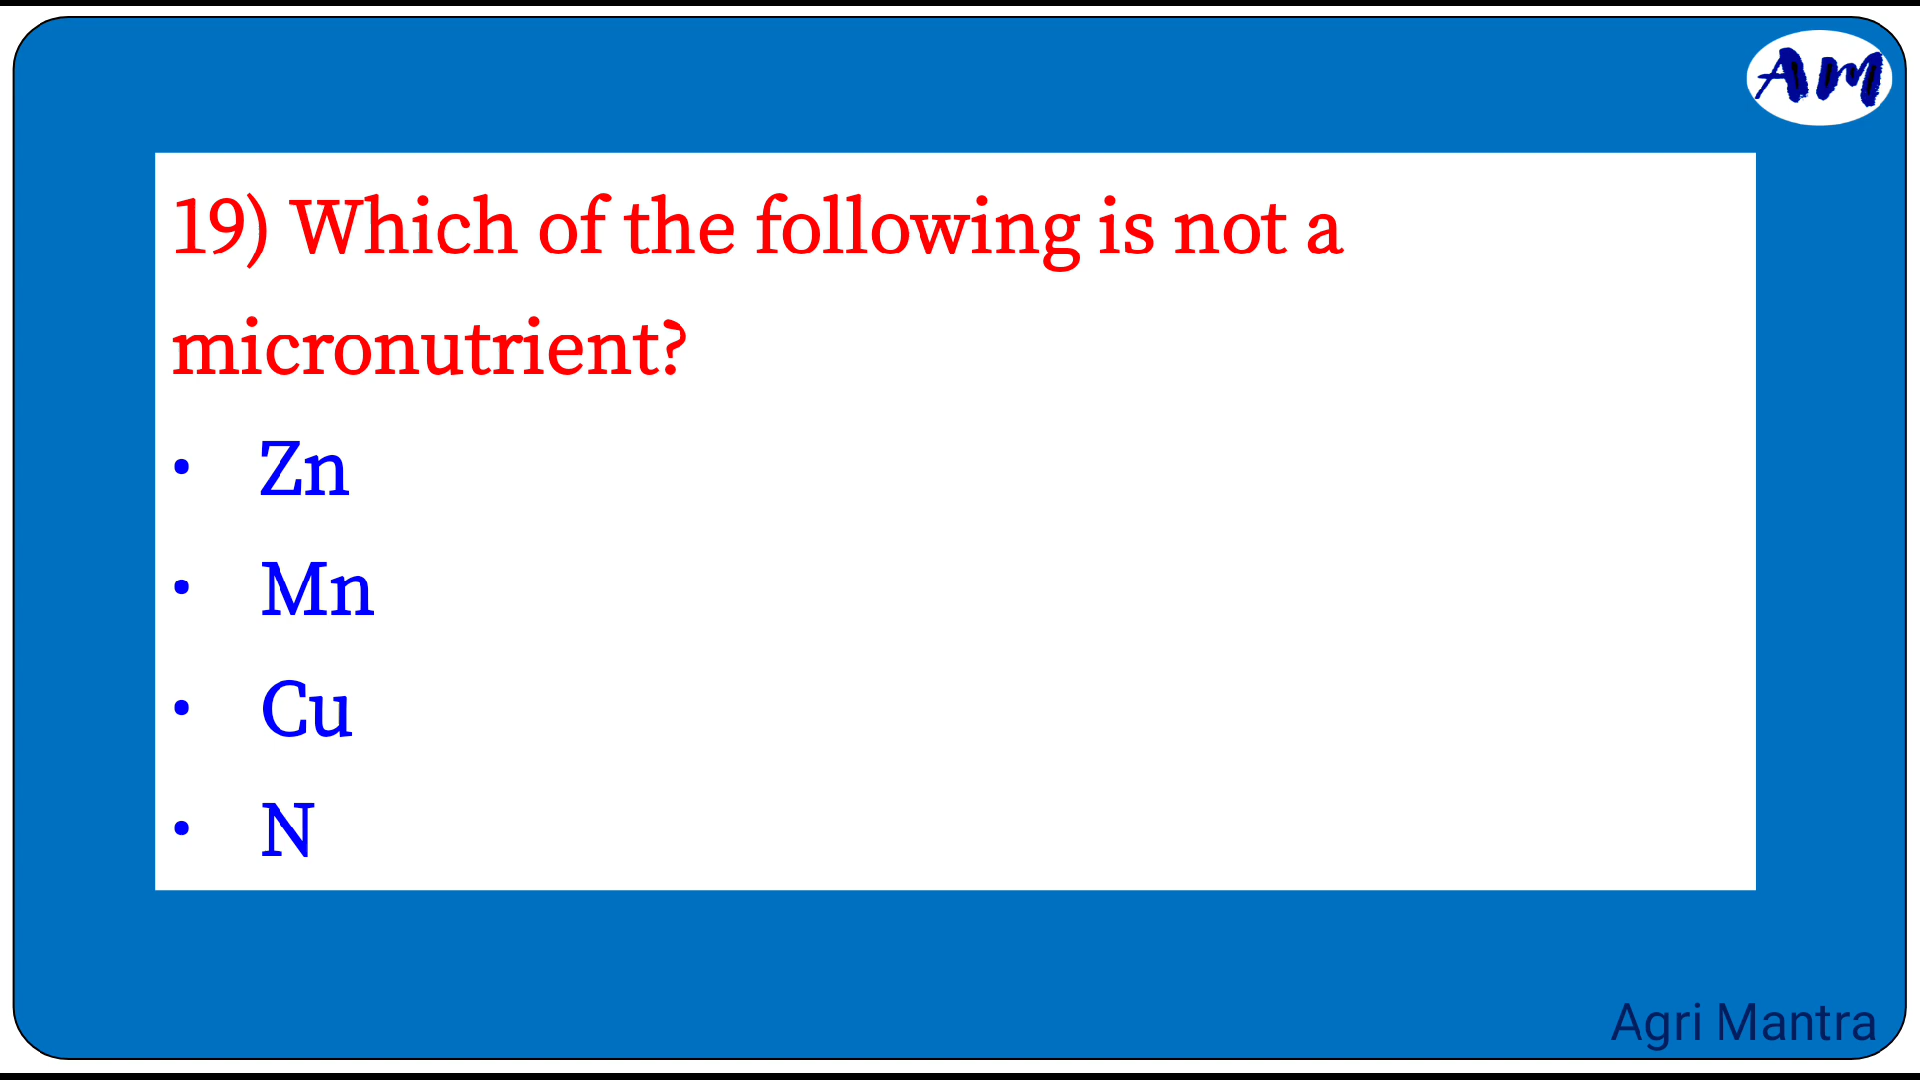 AM
19) Which of the following is not a
micronutrient?
• Zn
• Mn
• Cu
• N
Agri Mantra